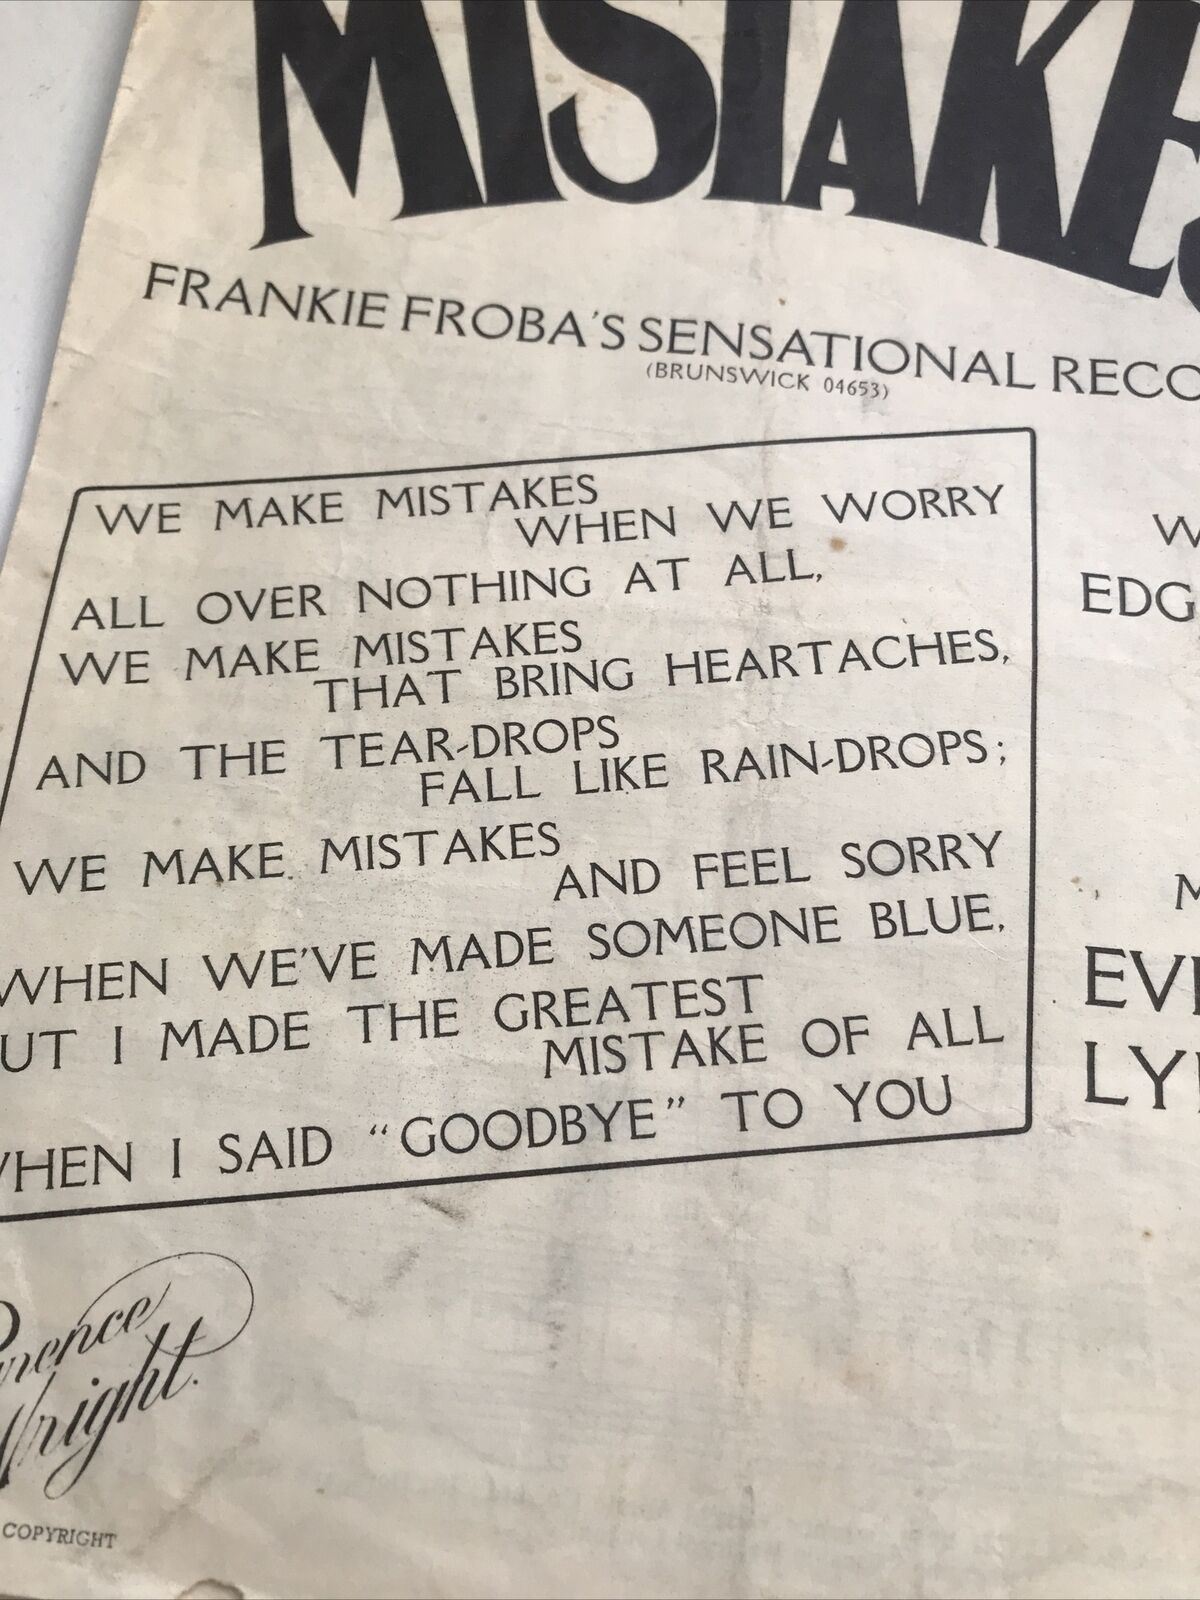 MISTAKES
FRANKIE FROBA'S SENSATIONAL RECO
(BRUNSWICK 04653)
WE MAKE MISTAKES
WHEN WE WORRY
ALL OVER NOTHING AT ALL,
WE MAKE MISTAKES
THAT BRING HEARTACHES,
AND THE TEAR-DROPS
FALL LIKE RAIN-DROPS;
WE MAKE MISTAKES
AND FEEL SORRY
WHEN WE'VE MADE SOMEONE BLUE,
UT I MADE THE GREATEST
MISTAKE OF ALL
HEN I SAID "GOODBYE" TO YOU
W
EDG
M
EV
LY
rence
Wright.
COPYRIGHT